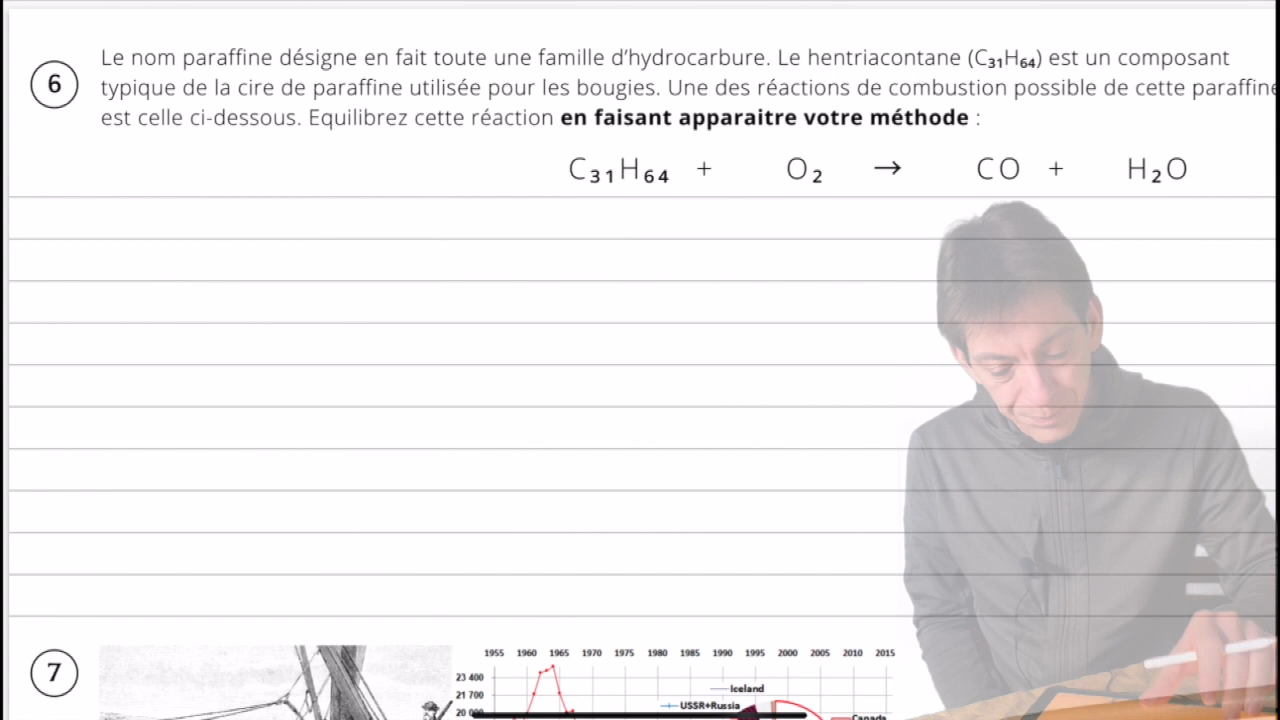 6
Le nom paraffine désigne en fait toute une famille d’hydrocarbure. Le hentriacontane (C₃₁H₆₄) est un composant
typique de la cire de paraffine utilisée pour les bougies. Une des réactions de combustion possible de cette paraffine
est celle ci-dessous. Equilibrez cette réaction en faisant apparaitre votre méthode :
C₃₁H₆₄ + O₂ → CO + H₂O
7
1955 1960 1965 1970 1975 1980 1985 1990 1995 2000 2005 2010 2015
23 400
21 700
20 000
Iceland
USSR+Russia
Canada